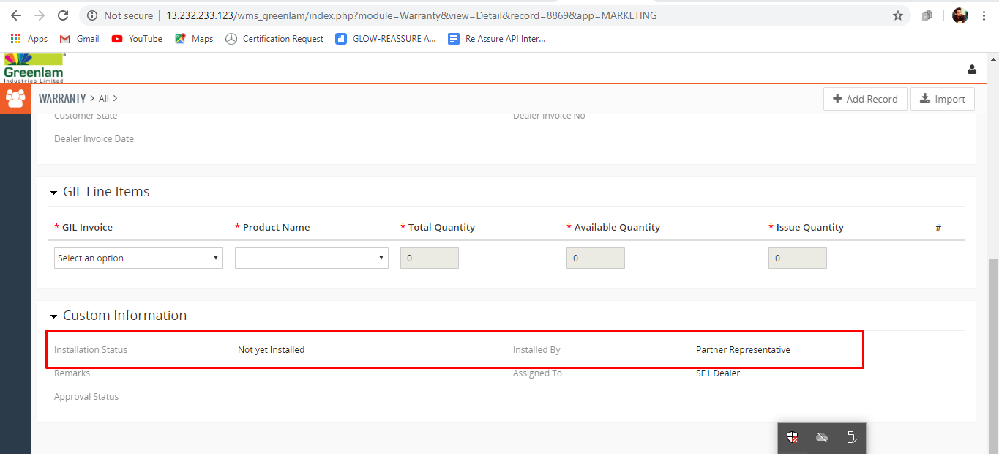 Not secure | 13.232.233.123/wms_greenlam/index.php?module=Warranty&view=Detail&record=8869&app=MARKETING
Apps Gmail YouTube Maps Certification Request GLOW-REASSURE A... Re Assure API Inter...
Greenlam
Industries Limited
WARRANTY > All > Add Record Import
Customer State Dealer Invoice No
Dealer Invoice Date
GIL Line Items
* GIL Invoice * Product Name * Total Quantity * Available Quantity * Issue Quantity #
Select an option 0 0 0
Custom Information
Installation Status Not yet Installed Installed By Partner Representative
Remarks Assigned To SE1 Dealer
Approval Status